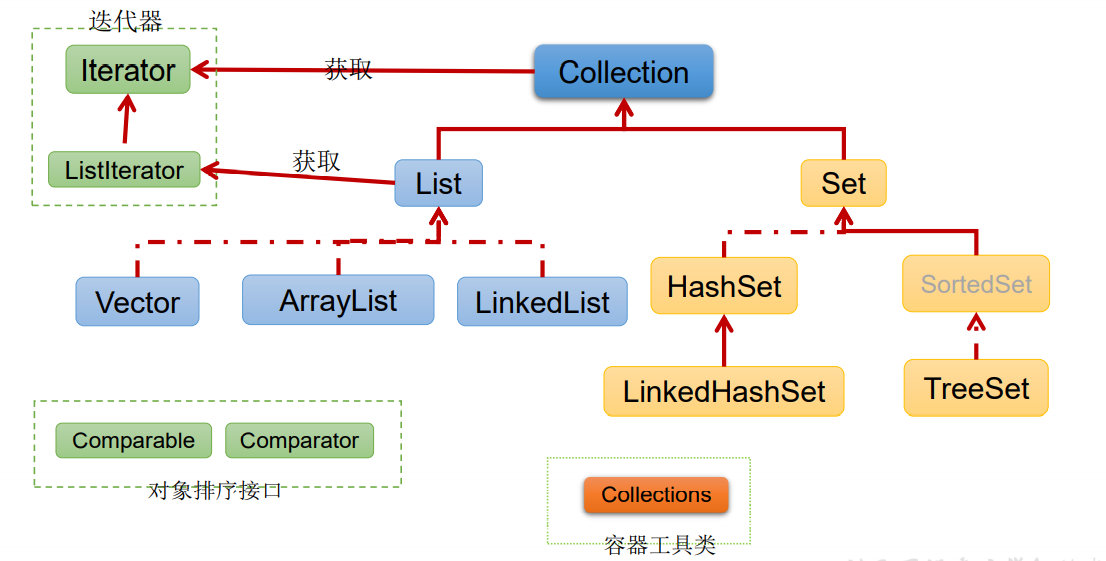 迭代器
Iterator
获取
Collection
ListIterator
获取
List
Set
Vector
ArrayList
LinkedList
HashSet
SortedSet
LinkedHashSet
TreeSet
Comparable
Comparator
对象排序接口
Collections
容器工具类